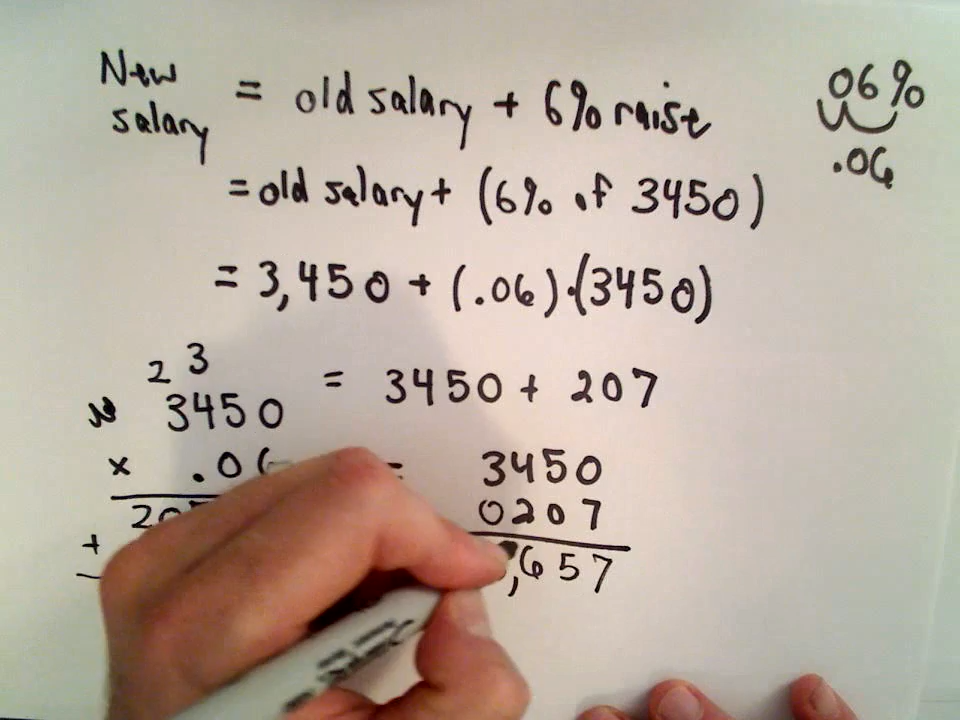 New salary = old salary + 6% raise
06%
.06
= old salary + (6% of 3450)
= 3,450 + (.06)·(3450)
2 3
3450
x .06
+
= 3450 + 207
= 3450
0207
,657